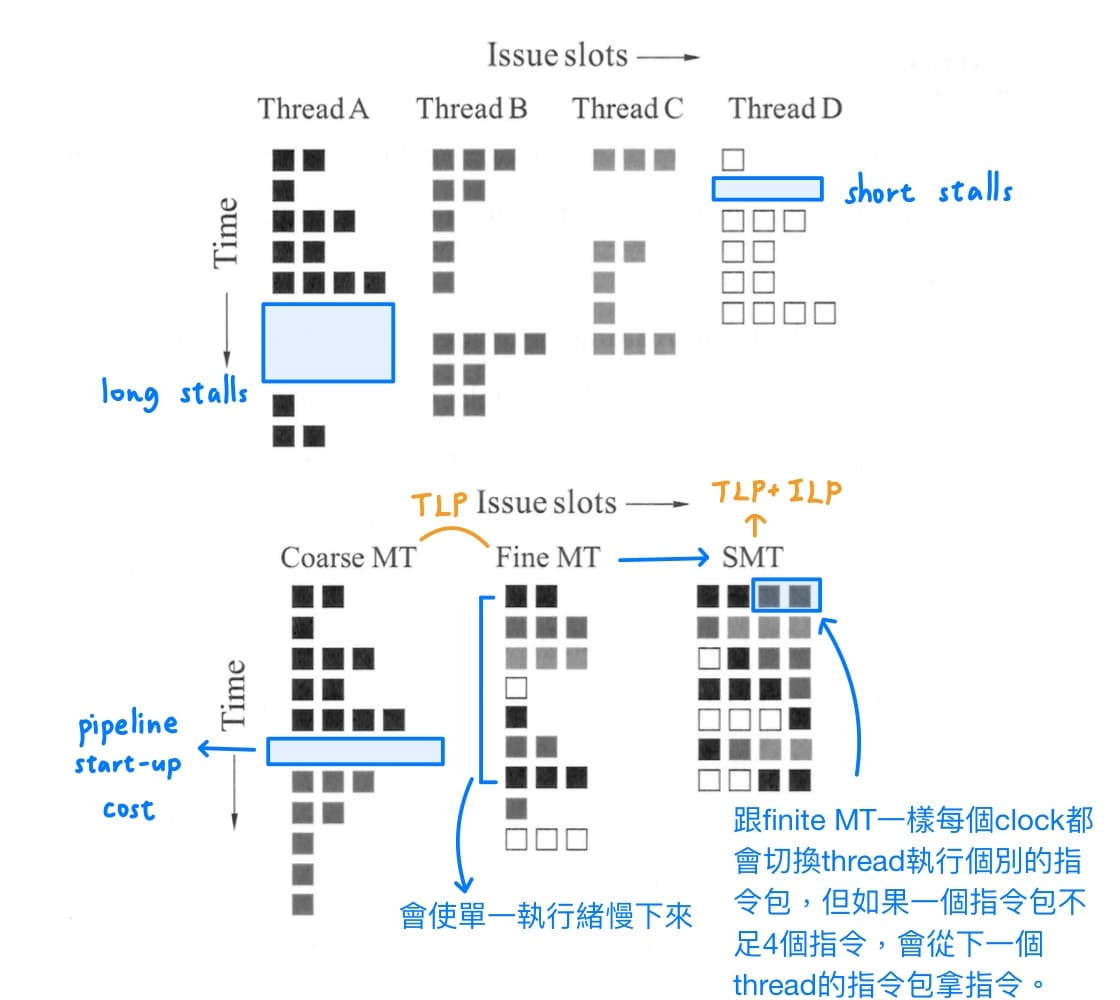 Issue slots
Thread A Thread B Thread C Thread D
short stalls
Time
long stalls
TLP Issue slots TLP+ ILP
Coarse MT Fine MT SMT
Time
pipeline
start-up
cost
會使單一執行緒慢下來
跟finite MT一樣每個clock都
會切換thread執行個別的指
令包，但如果一個指令包不
足4個指令，會從下一個
thread的指令包拿指令。